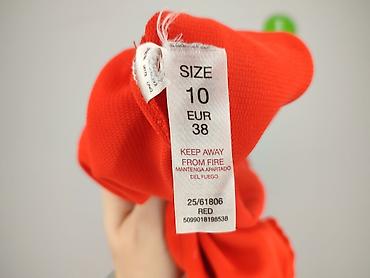 SIZE
10
EUR
38
KEEP AWAY
FROM FIRE
MANTENGA APARTADO
DEL FUEGO
25/61806
RED
5099018198538